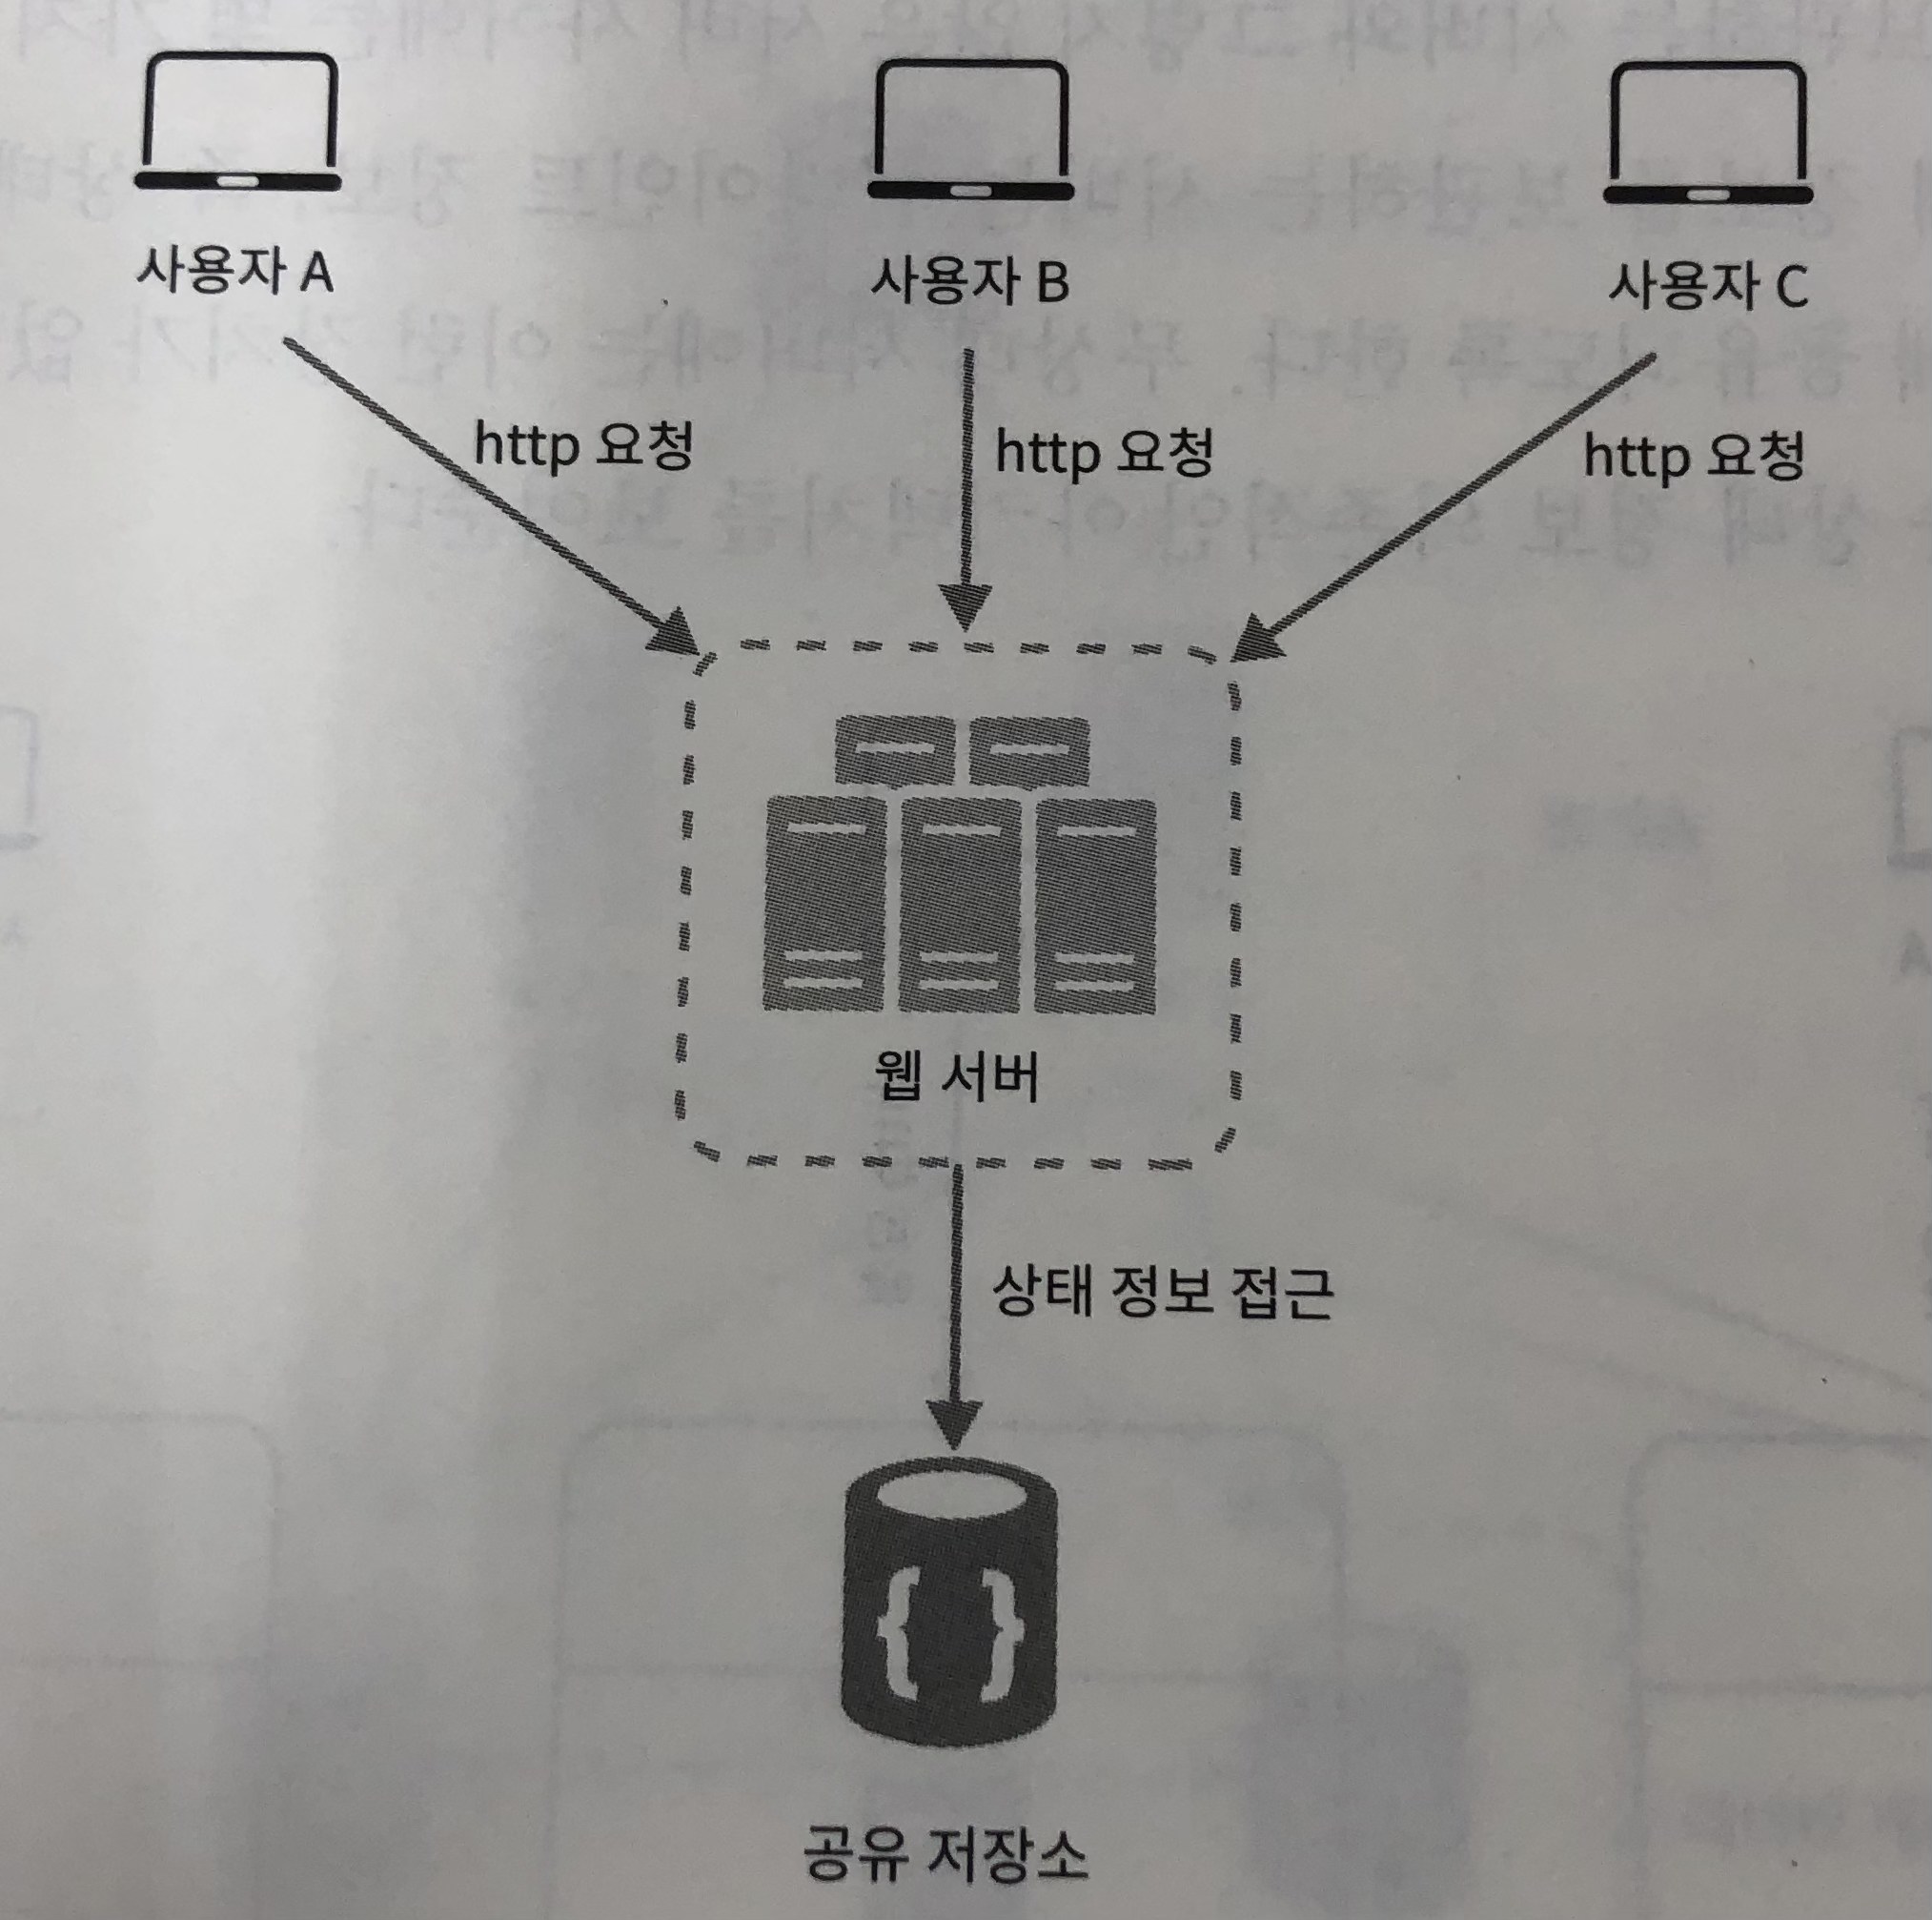 사용자 A
사용자 B
사용자 C
http 요청
http 요청
http 요청
웹 서버
상태 정보 접근
공유 저장소